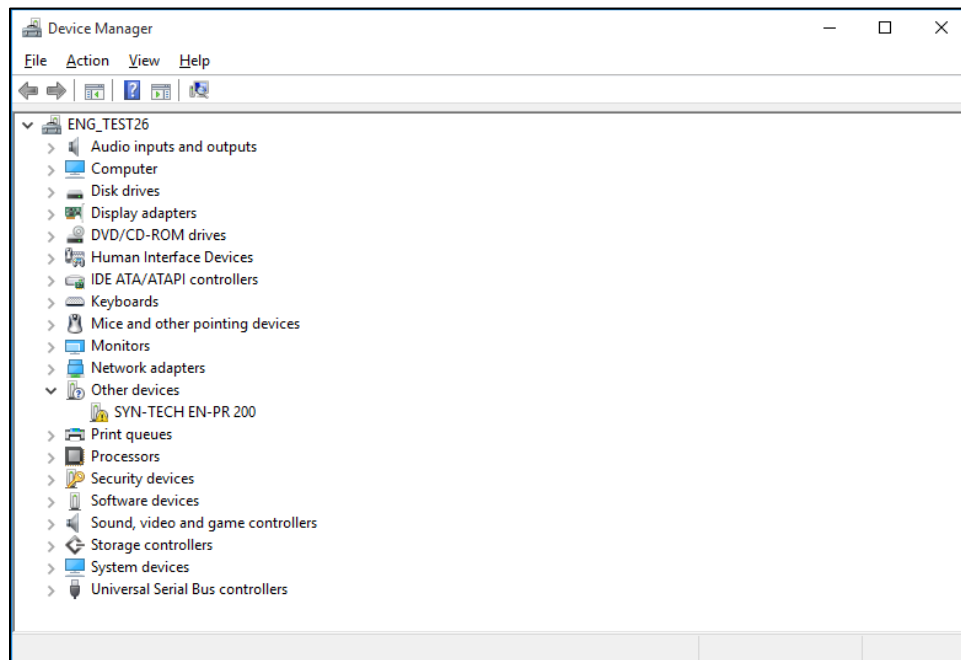 Device Manager
File Action View Help
ENG_TEST26
Audio inputs and outputs
Computer
Disk drives
Display adapters
DVD/CD-ROM drives
Human Interface Devices
IDE ATA/ATAPI controllers
Keyboards
Mice and other pointing devices
Monitors
Network adapters
Other devices
SYN-TECH EN-PR 200
Print queues
Processors
Security devices
Software devices
Sound, video and game controllers
Storage controllers
System devices
Universal Serial Bus controllers